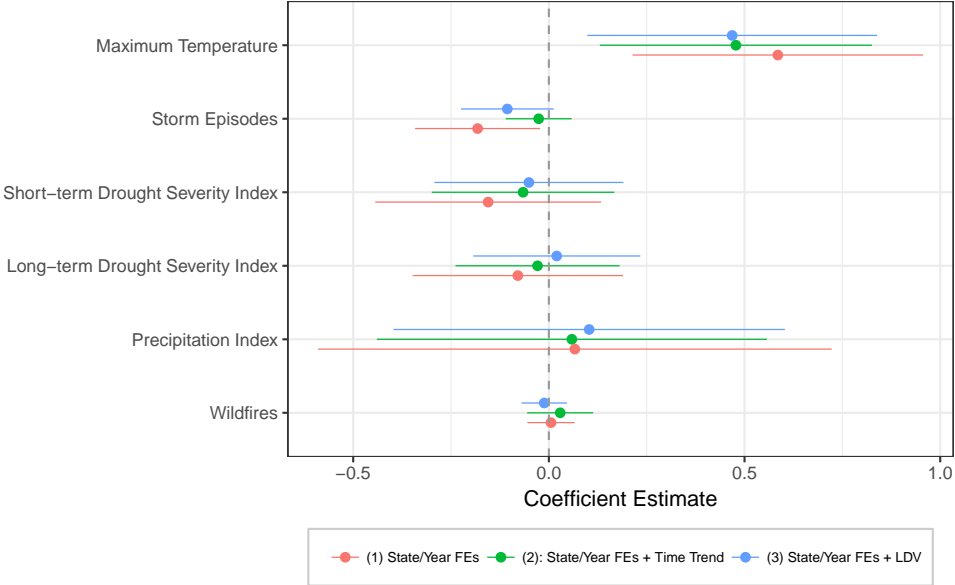 Maximum Temperature
Storm Episodes
Short−term Drought Severity Index
Long−term Drought Severity Index
Precipitation Index
Wildfires
−0.5 0.0 0.5 1.0
Coefficient Estimate
(1) State/Year FEs (2): State/Year FEs + Time Trend (3) State/Year FEs + LDV